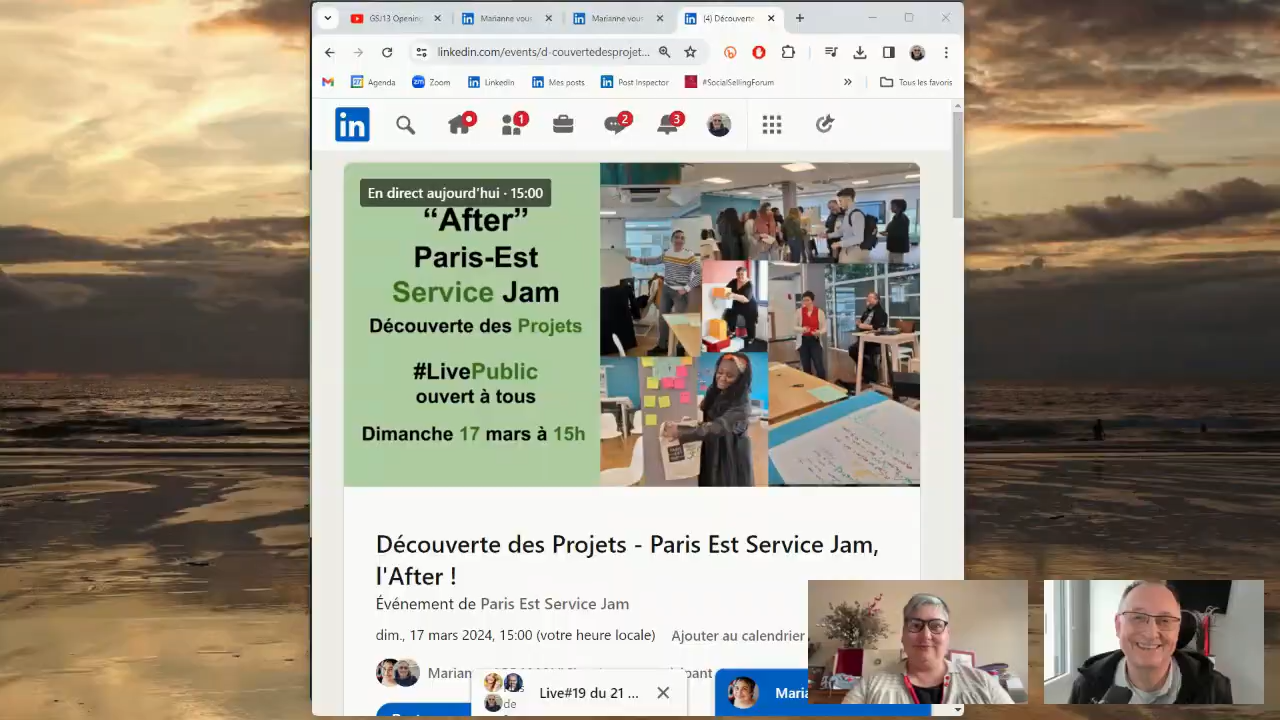 GSJ13 Opening
Marianne vous
Marianne vous
(4) Découverte
linkedin.com/events/d-couvertedesprojet...
Agenda
Zoom
LinkedIn
Mes posts
Post Inspector
#SocialSellingForum
»
Tous les favoris
in
1
2
3
En direct aujourd'hui · 15:00
“After”
Paris-Est
Service Jam
Découverte des Projets
#LivePublic
ouvert à tous
Dimanche 17 mars à 15h
Découverte des Projets - Paris Est Service Jam,
l'After !
Événement de Paris Est Service Jam
dim., 17 mars 2024, 15:00 (votre heure locale)
Ajouter au calendrier
Live#19 du 21 ...
de